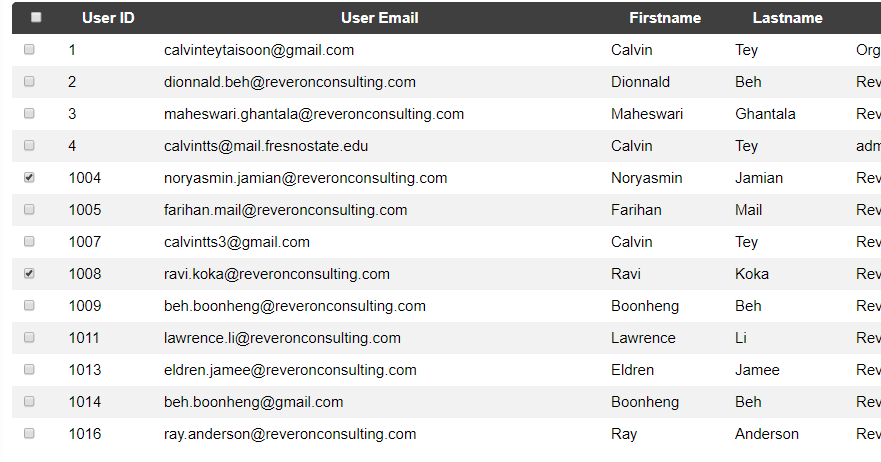 User ID User Email Firstname Lastname
1 calvinteytaisoon@gmail.com Calvin Tey Org
2 dionnald.beh@reveronconsulting.com Dionnald Beh Rev
3 maheswari.ghantala@reveronconsulting.com Maheswari Ghantala Rev
4 calvintts@mail.fresnostate.edu Calvin Tey adm
1004 noryasmin.jamian@reveronconsulting.com Noryasmin Jamian Rev
1005 farihan.mail@reveronconsulting.com Farihan Mail Rev
1007 calvintts3@gmail.com Calvin Tey Rev
1008 ravi.koka@reveronconsulting.com Ravi Koka Rev
1009 beh.boonheng@reveronconsulting.com Boonheng Beh Rev
1011 lawrence.li@reveronconsulting.com Lawrence Li Rev
1013 eldren.jamee@reveronconsulting.com Eldren Jamee Rev
1014 beh.boonheng@gmail.com Boonheng Beh Rev
1016 ray.anderson@reveronconsulting.com Ray Anderson Rev